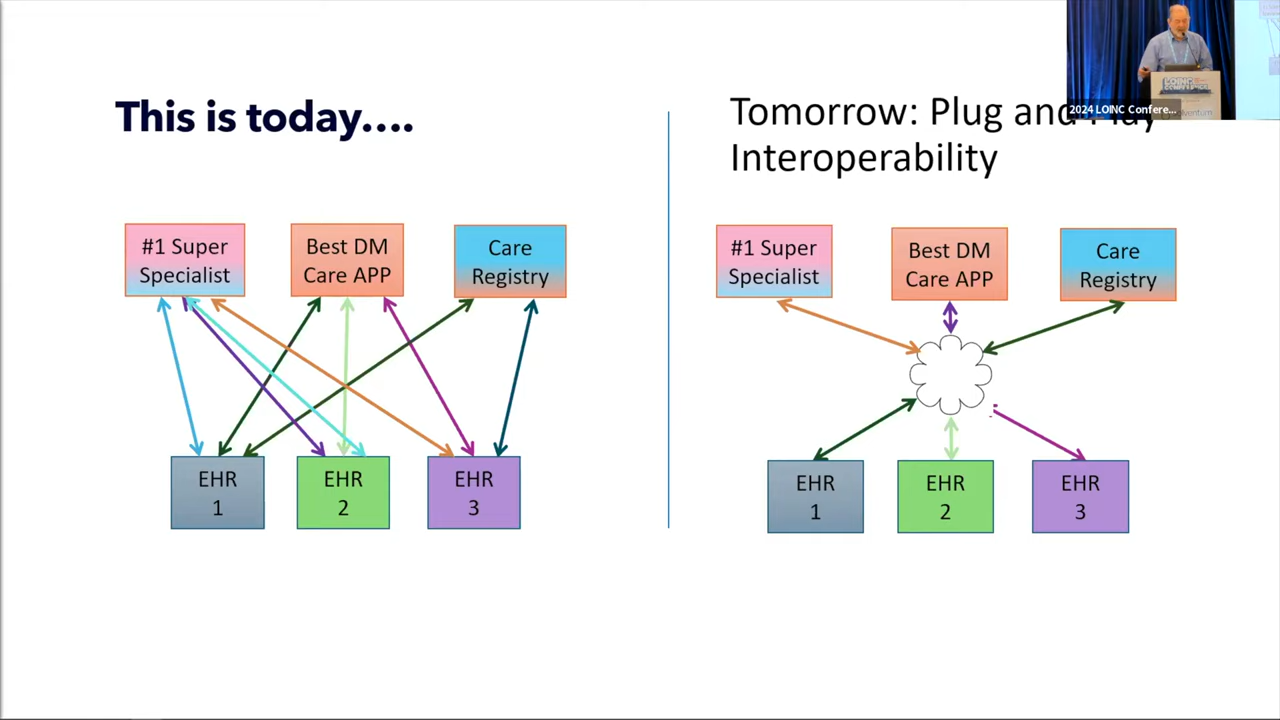 This is today....
Tomorrow: Plug and Play
Interoperability
2024 LOINC Confere...
#1 Super
Specialist
Best DM
Care APP
Care
Registry
EHR
1
EHR
2
EHR
3
#1 Super
Specialist
Best DM
Care APP
Care
Registry
EHR
1
EHR
2
EHR
3